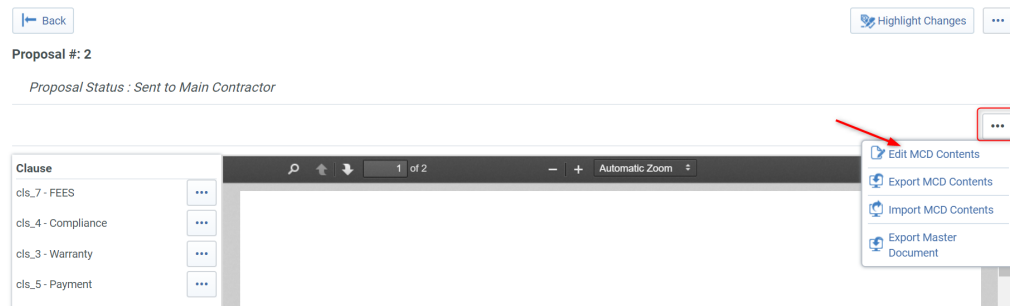 Back
Highlight Changes
Proposal #: 2
Proposal Status : Sent to Main Contractor
Edit MCD Contents
Export MCD Contents
Import MCD Contents
Export Master
Document
Clause
cls_7 - FEES
cls_4 - Compliance
cls_3 - Warranty
cls_5 - Payment
1 of 2
Automatic Zoom